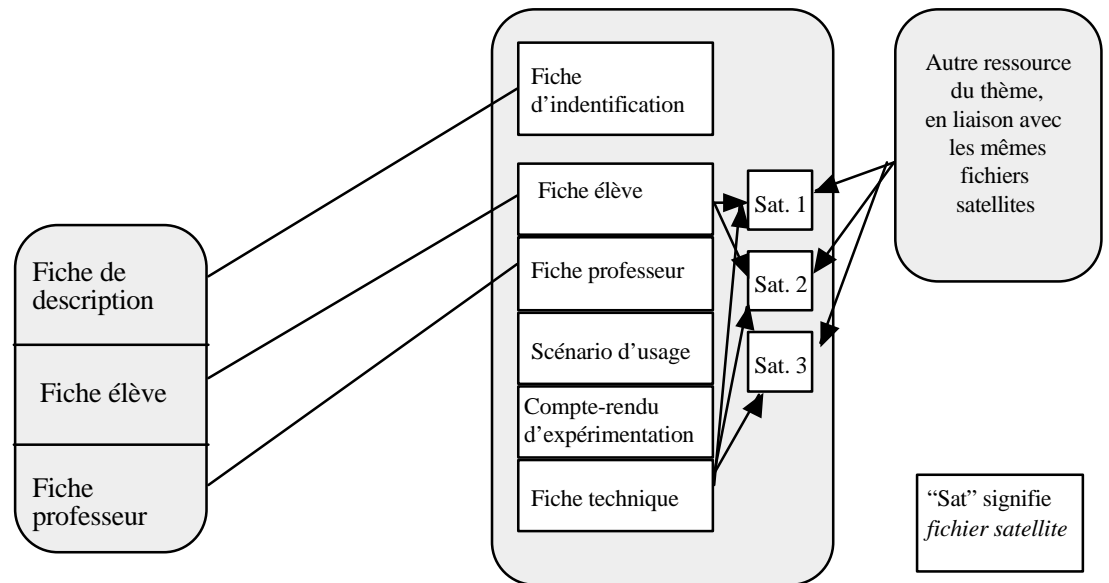 Fiche de
description
Fiche élève
Fiche
professeur
Fiche
d’indentification
Fiche élève
Fiche professeur
Scénario d’usage
Compte-rendu
d’expérimentation
Fiche technique
Sat. 1
Sat. 2
Sat. 3
Autre ressource
du thème,
en liaison avec
les mêmes
fichiers
satellites
“Sat” signifie
fichier satellite